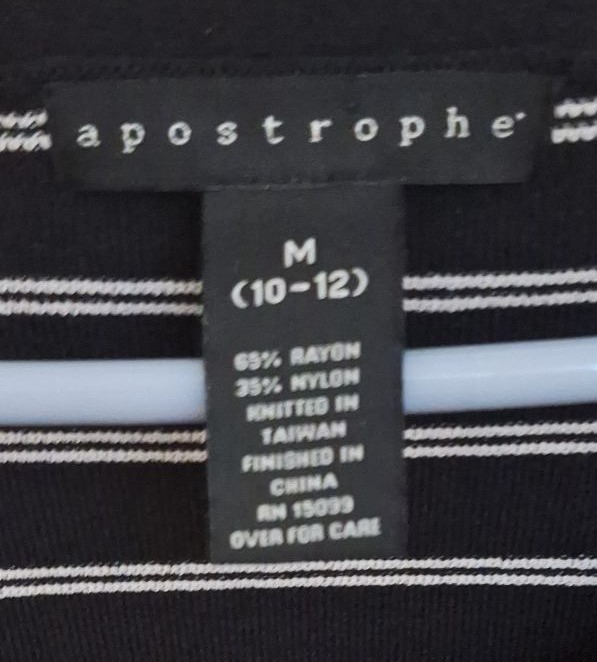 apostrophe
M
(10-12)
65% RAYON
35% NYLON
KNITTED IN
TAIWAN
FINISHED IN
CHINA
RN 15099
OVER FOR CARE